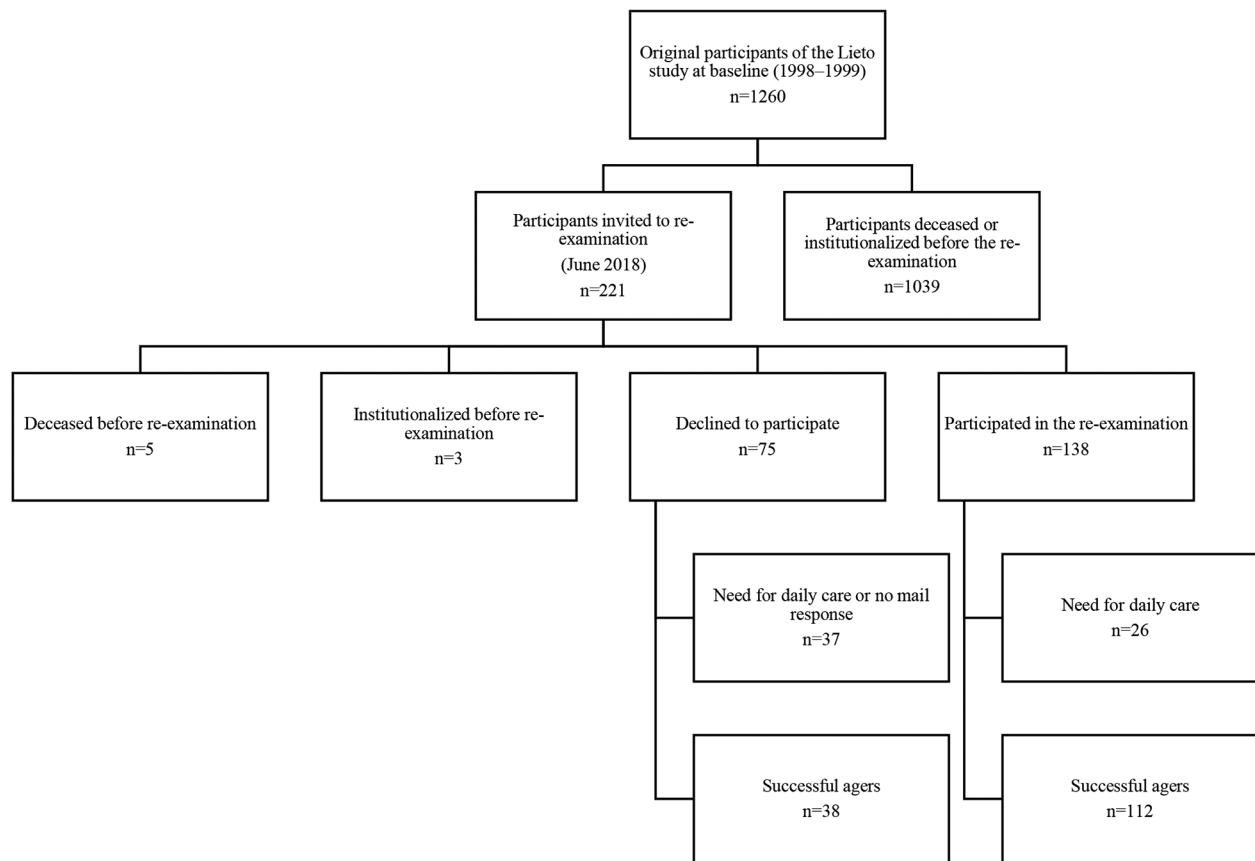 Original participants of the Lieto
study at baseline (1998–1999)
n=1260
Participants invited to re-
examination
(June 2018)
n=221
Participants deceased or
institutionalized before the re-
examination
n=1039
Deceased before re-examination
n=5
Institutionalized before re-
examination
n=3
Declined to participate
n=75
Participated in the re-examination
n=138
Need for daily care or no mail
response
n=37
Need for daily care
n=26
Successful agers
n=38
Successful agers
n=112